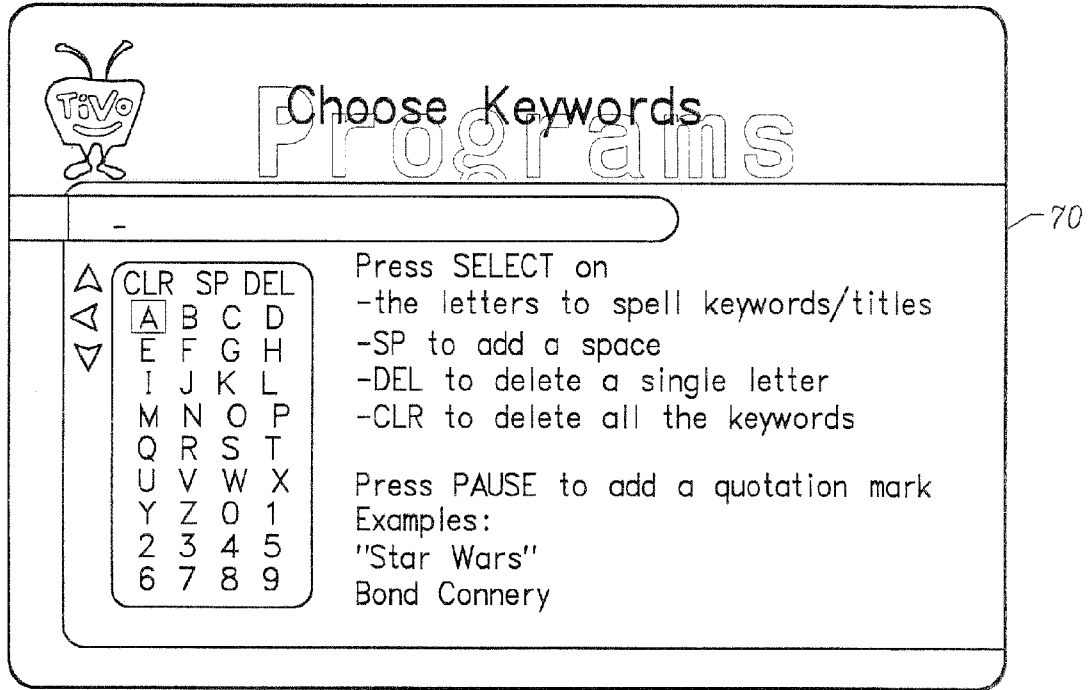 TiVo
Choose Keywords
Programs
70
-
CLR SP DEL
A B C D
E F G H
I J K L
M N O P
Q R S T
U V W X
Y Z 0 1
2 3 4 5
6 7 8 9
Press SELECT on
-the letters to spell keywords/titles
-SP to add a space
-DEL to delete a single letter
-CLR to delete all the keywords
Press PAUSE to add a quotation mark
Examples:
"Star Wars"
Bond Connery